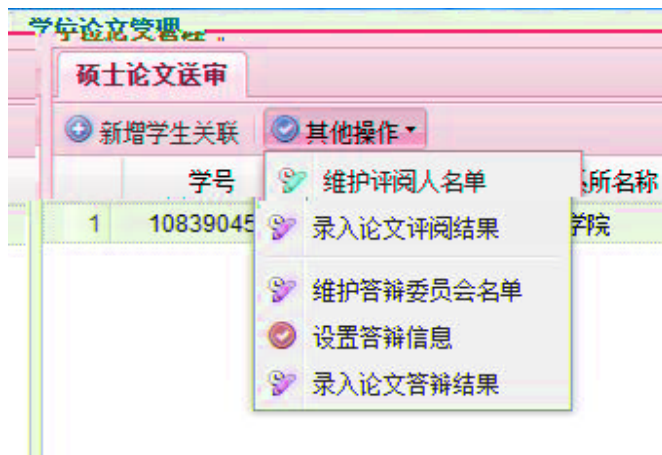 学位论文管理
硕士论文送审
新增学生关联 其他操作
学号 所名称
1 10839045 学院
维护评阅人名单
录入论文评阅结果
维护答辩委员会名单
设置答辩信息
录入论文答辩结果